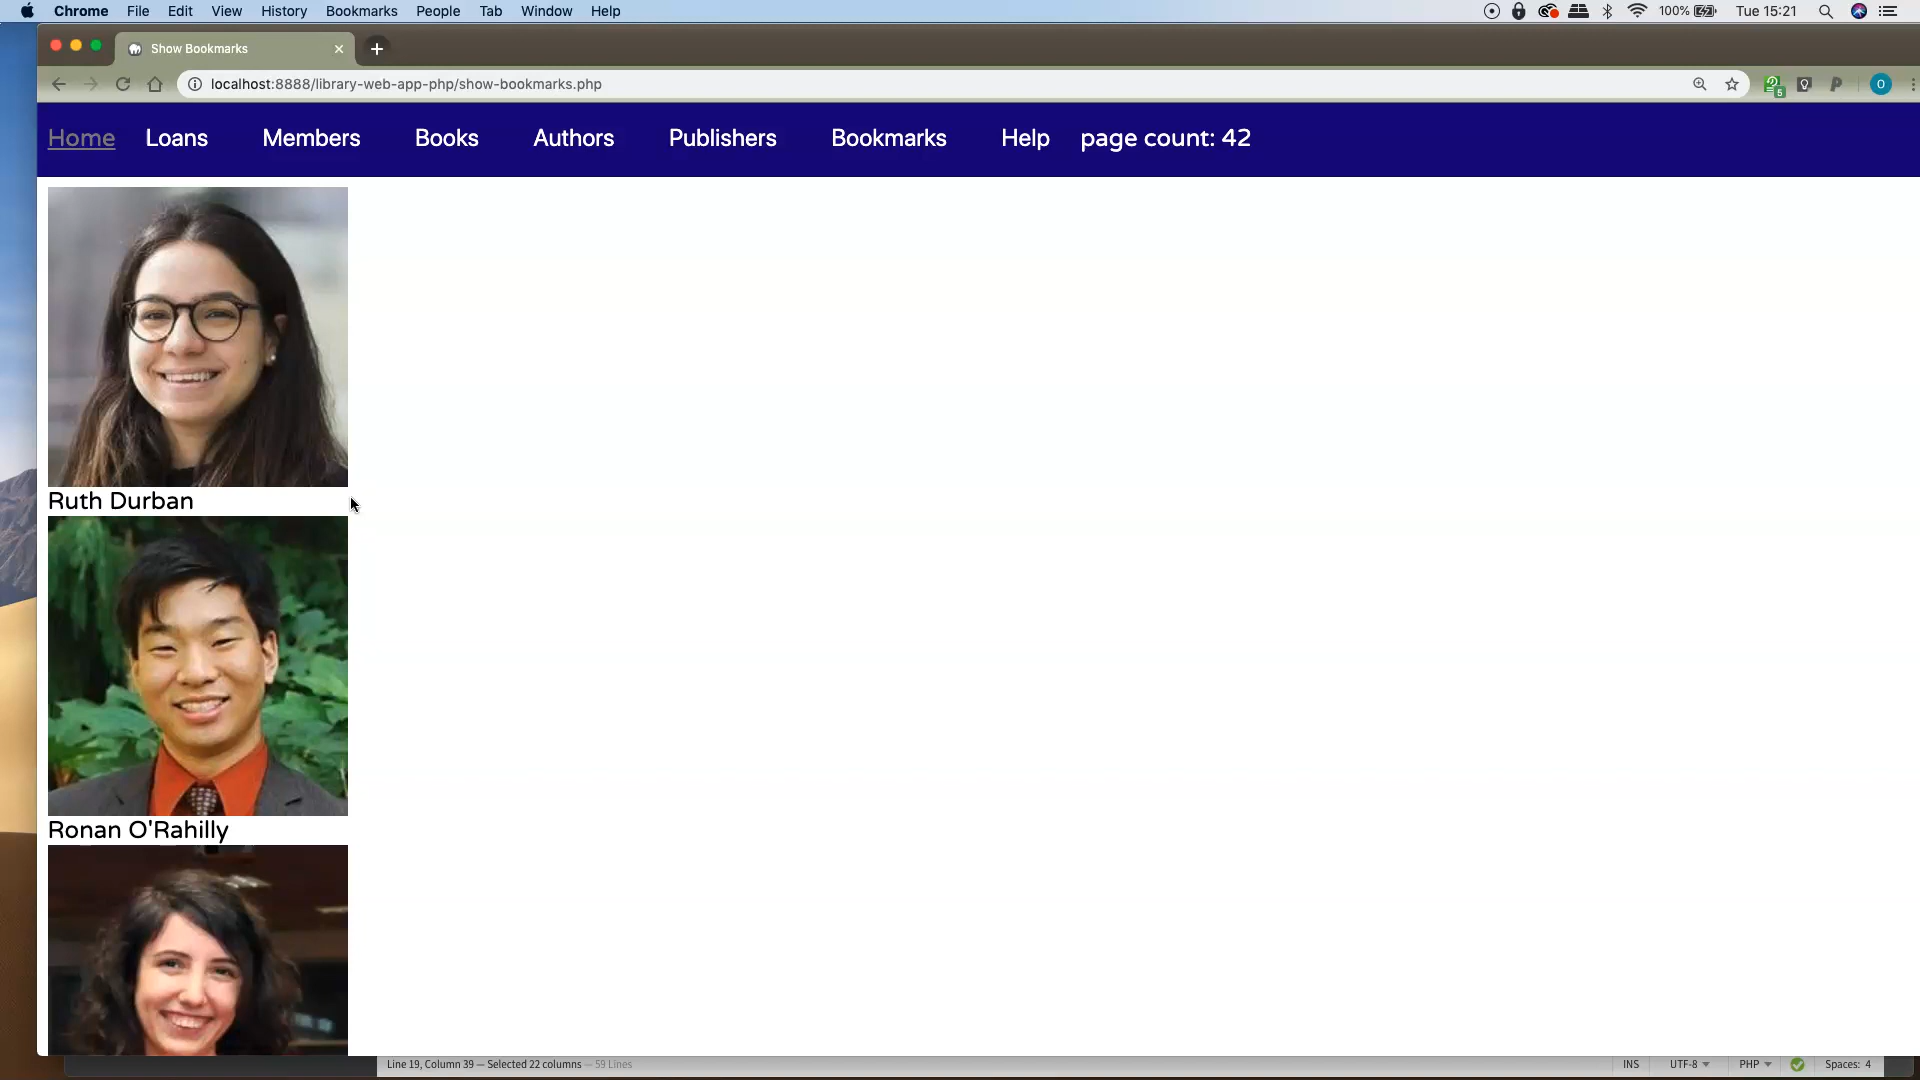 Chrome File Edit View History Bookmarks People Tab Window Help 100% Tue 15:21
Show Bookmarks
localhost:8888/library-web-app-php/show-bookmarks.php 5 O
Home Loans Members Books Authors Publishers Bookmarks Help page count: 42
Ruth Durban
Ronan O'Rahilly
Line 19, Column 39 — Selected 22 columns — 59 Lines INS UTF-8 PHP Spaces: 4